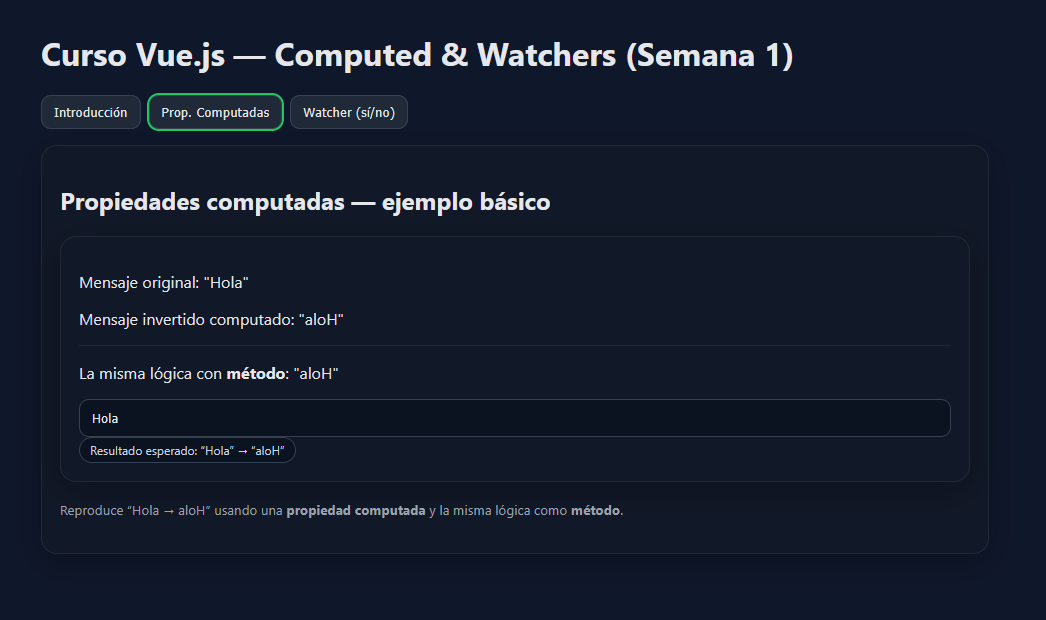 Curso Vue.js — Computed & Watchers (Semana 1)
Introducción
Prop. Computadas
Watcher (sí/no)
Propiedades computadas — ejemplo básico
Mensaje original: "Hola"
Mensaje invertido computado: "aloH"
La misma lógica con método: "aloH"
Hola
Resultado esperado: “Hola” → “aloH”
Reproduce “Hola → aloH” usando una propiedad computada y la misma lógica como método.